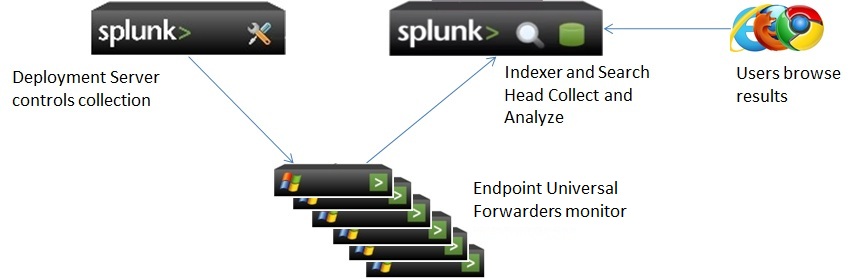 splunk>
splunk>
Deployment Server
controls collection
Indexer and Search
Head Collect and
Analyze
Users browse
results
>
>
>
>
>
>
Endpoint Universal
Forwarders monitor